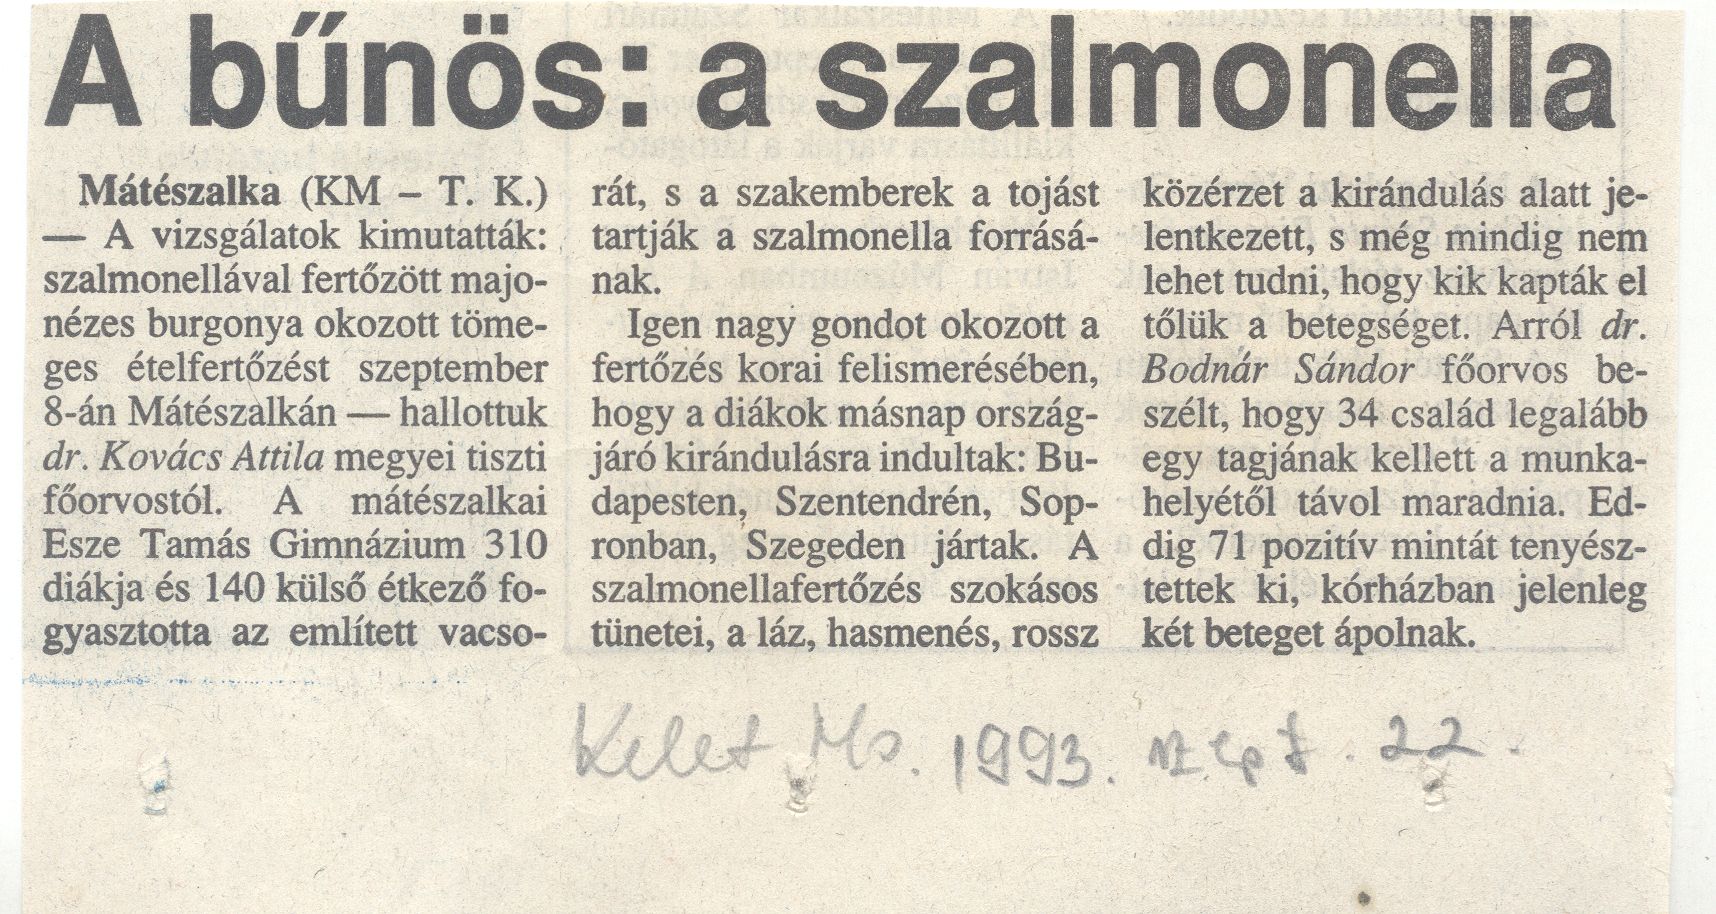 A bűnös: a szalmonella
Mátészalka (KM – T. K.)
— A vizsgálatok kimutatták:
szalmonellával fertőzött majo-
nézes burgonya okozott töme-
ges ételfertőzést szeptember
8-án Mátészalkán — hallottuk
dr. Kovács Attila megyei tiszti
főorvostól. A mátészalkai
Esze Tamás Gimnázium 310
diákja és 140 külső étkező fo-
gyasztotta az említett vacso-
rát, s a szakemberek a tojást
tartják a szalmonella forrásá-
nak.
Igen nagy gondot okozott a
fertőzés korai felismerésében,
hogy a diákok másnap ország-
járó kirándulásra indultak: Bu-
dapesten, Szentendrén, Sop-
ronban, Szegeden jártak. A
szalmonellafertőzés szokásos
tünetei, a láz, hasmenés, rossz
közérzet a kirándulás alatt je-
lentkezett, s még mindig nem
lehet tudni, hogy kik kapták el
tőlük a betegséget. Arról dr.
Bodnár Sándor főorvos be-
szélt, hogy 34 család legalább
egy tagjának kellett a munka-
helyétől távol maradnia. Ed-
dig 71 pozitív mintát tenyész-
tettek ki, kórházban jelenleg
két beteget ápolnak.
Kelet Mo. 1993. szept. 22.